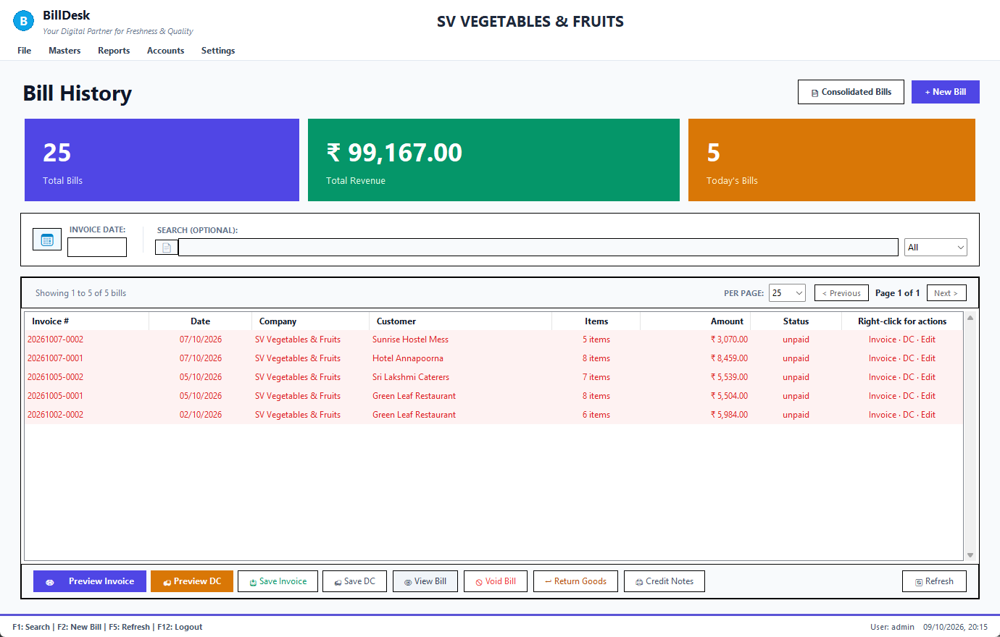 B
BillDesk
Your Digital Partner for Freshness & Quality
SV VEGETABLES & FRUITS
File Masters Reports Accounts Settings
Bill History
Consolidated Bills
+ New Bill
25
Total Bills
₹ 99,167.00
Total Revenue
5
Today's Bills
INVOICE DATE:
SEARCH (OPTIONAL):
All
Showing 1 to 5 of 5 bills
PER PAGE: 25 < Previous Page 1 of 1 Next >
Invoice # Date Company Customer Items Amount Status Right-click for actions
20261007-0002 07/10/2026 SV Vegetables & Fruits Sunrise Hostel Mess 5 items ₹ 3,070.00 unpaid Invoice · DC · Edit
20261007-0001 07/10/2026 SV Vegetables & Fruits Hotel Annapoorna 8 items ₹ 8,459.00 unpaid Invoice · DC · Edit
20261005-0002 05/10/2026 SV Vegetables & Fruits Sri Lakshmi Caterers 7 items ₹ 5,539.00 unpaid Invoice · DC · Edit
20261005-0001 05/10/2026 SV Vegetables & Fruits Green Leaf Restaurant 8 items ₹ 5,504.00 unpaid Invoice · DC · Edit
20261002-0002 02/10/2026 SV Vegetables & Fruits Green Leaf Restaurant 6 items ₹ 5,984.00 unpaid Invoice · DC · Edit
Preview Invoice Preview DC Save Invoice Save DC View Bill Void Bill Return Goods Credit Notes Refresh
F1: Search | F2: New Bill | F5: Refresh | F12: Logout
User: admin 09/10/2026, 20:15